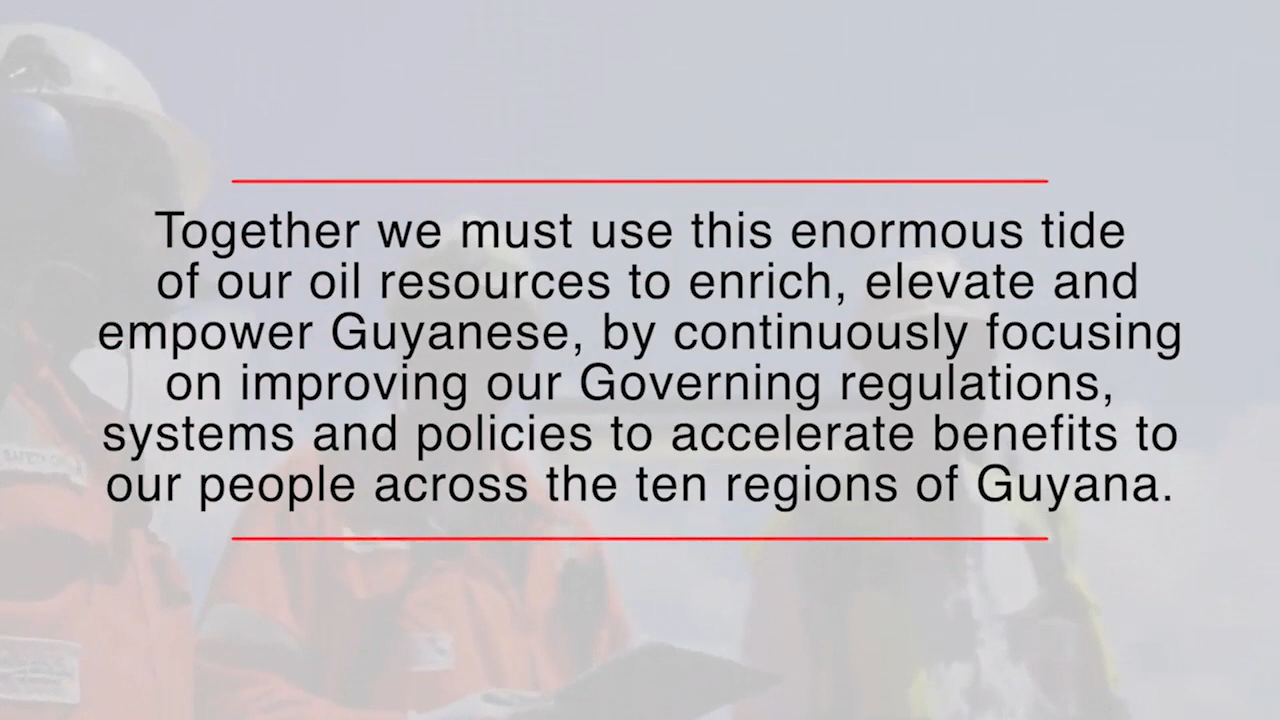 Together we must use this enormous tide
of our oil resources to enrich, elevate and
empower Guyanese, by continuously focusing
on improving our Governing regulations,
systems and policies to accelerate benefits to
our people across the ten regions of Guyana.
SAFETY